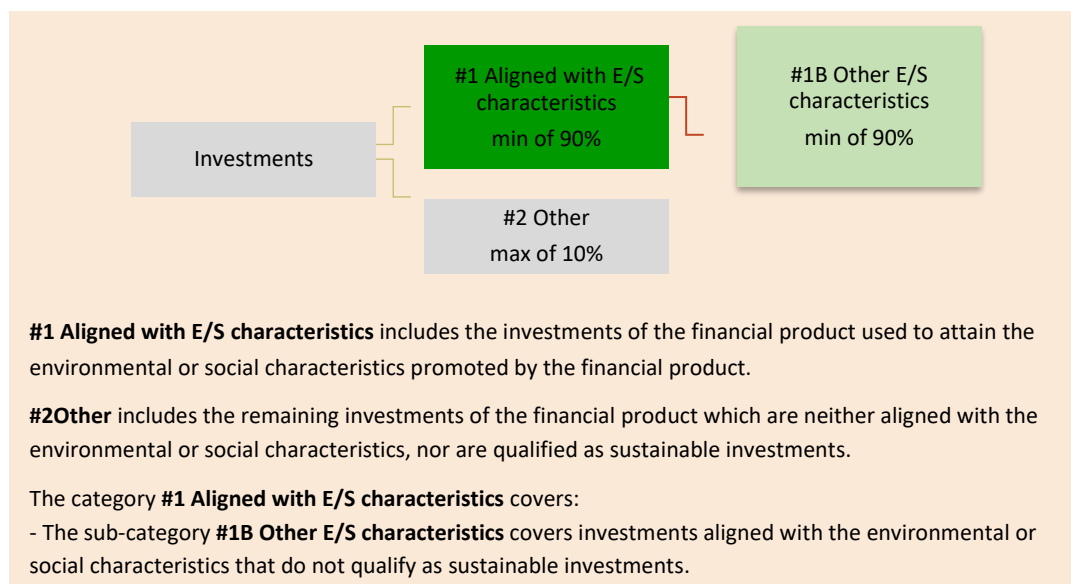 #1 Aligned with E/S
characteristics
min of 90%
#1B Other E/S
characteristics
min of 90%
Investments
#2 Other
max of 10%
#1 Aligned with E/S characteristics includes the investments of the financial product used to attain the
environmental or social characteristics promoted by the financial product.
#2Other includes the remaining investments of the financial product which are neither aligned with the
environmental or social characteristics, nor are qualified as sustainable investments.
The category #1 Aligned with E/S characteristics covers:
- The sub-category #1B Other E/S characteristics covers investments aligned with the environmental or
social characteristics that do not qualify as sustainable investments.